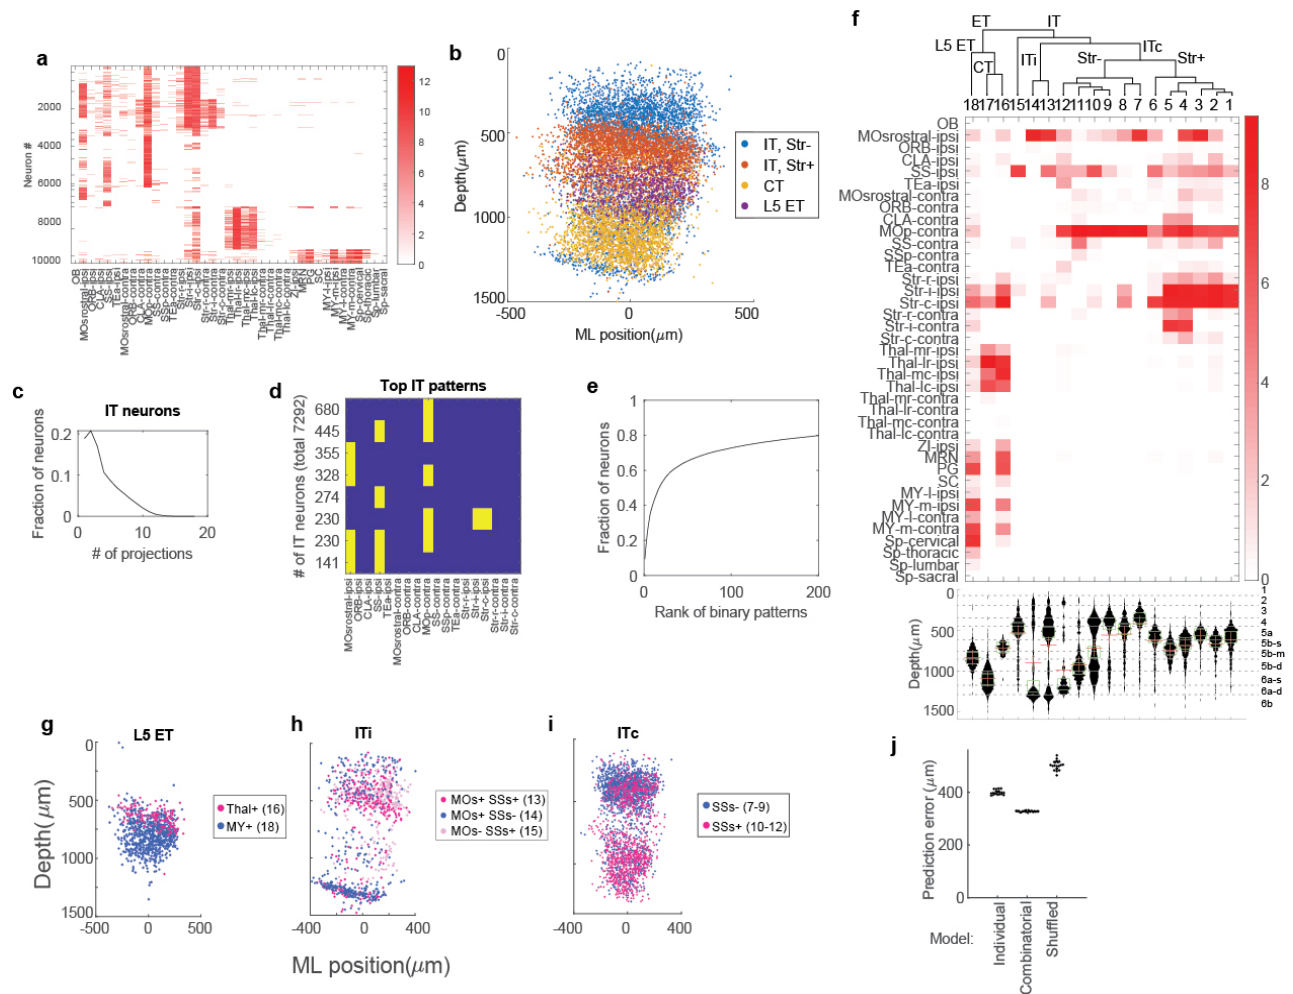 a
Neuron #
2000
4000
6000
8000
10000
12
10
8
6
4
2
0
OB
MOsrostral-ipsi
ORB-ipsi
CLA-ipsi
SS-ipsi
TEa-ipsi
MOsrostral-contra
ORB-contra
CLA-contra
MOp-contra
SS-contra
SSp-contra
TEa-contra
Str-r-ipsi
Str-i-ipsi
Str-c-ipsi
Str-r-contra
Str-i-contra
Str-c-contra
Thal-mr-ipsi
Thal-lr-ipsi
Thal-mc-ipsi
Thal-lc-ipsi
Thal-mr-contra
Thal-lr-contra
Thal-mc-contra
Thal-lc-contra
ZI-ipsi
MRN
PG
SC
MY-l-ipsi
MY-m-ipsi
MY-l-contra
MY-m-contra
Sp-cervical
Sp-thoracic
Sp-lumbar
Sp-sacral
b
Depth(μm)
0
500
1000
1500
-500
0
500
ML position(μm)
IT, Str-
IT, Str+
CT
L5 ET
c
IT neurons
Fraction of neurons
0.2
0.1
0
0
10
20
# of projections
d
Top IT patterns
# of IT neurons (total 7292)
680
445
355
328
274
230
230
141
MOsrostral-ipsi
ORB-ipsi
CLA-ipsi
SS-ipsi
TEa-ipsi
MOsrostral-contra
ORB-contra
CLA-contra
MOp-contra
SS-contra
SSp-contra
TEa-contra
Str-r-ipsi
Str-i-ipsi
Str-c-ipsi
Str-r-contra
Str-i-contra
Str-c-contra
e
Fraction of neurons
1
0.8
0.6
0.4
0.2
0
0
100
200
Rank of binary patterns
f
ET IT
L5 ET ITi ITc
CT Str- Str+
18 17 16 15 14 13 12 11 10 9 8 7 6 5 4 3 2 1
OB
MOsrostral-ipsi
ORB-ipsi
CLA-ipsi
SS-ipsi
TEa-ipsi
MOsrostral-contra
ORB-contra
CLA-contra
MOp-contra
SS-contra
SSp-contra
TEa-contra
Str-r-ipsi
Str-i-ipsi
Str-c-ipsi
Str-r-contra
Str-i-contra
Str-c-contra
Thal-mr-ipsi
Thal-lr-ipsi
Thal-mc-ipsi
Thal-lc-ipsi
Thal-mr-contra
Thal-lr-contra
Thal-mc-contra
Thal-lc-contra
ZI-ipsi
MRN
PG
SC
MY-l-ipsi
MY-m-ipsi
MY-l-contra
MY-m-contra
Sp-cervical
Sp-thoracic
Sp-lumbar
Sp-sacral
8
6
4
2
0
Depth(μm)
0
500
1000
1500
1
2
4
5a
5b-s
5b-m
5b-d
6a-s
6a-d
6b
g
L5 ET
Depth(μm)
0
500
1000
1500
-500
0
500
Thal+ (16)
MY+ (18)
h
ITi
-400
0
400
MOs+ SSs+ (13)
MOs+ SSs- (14)
MOs- SSs+ (15)
i
ITc
-400
0
400
SSs- (7-9)
SSs+ (10-12)
ML position(μm)
j
Prediction error (μm)
400
200
0
Model:
Individual
Combinatorial
Shuffled